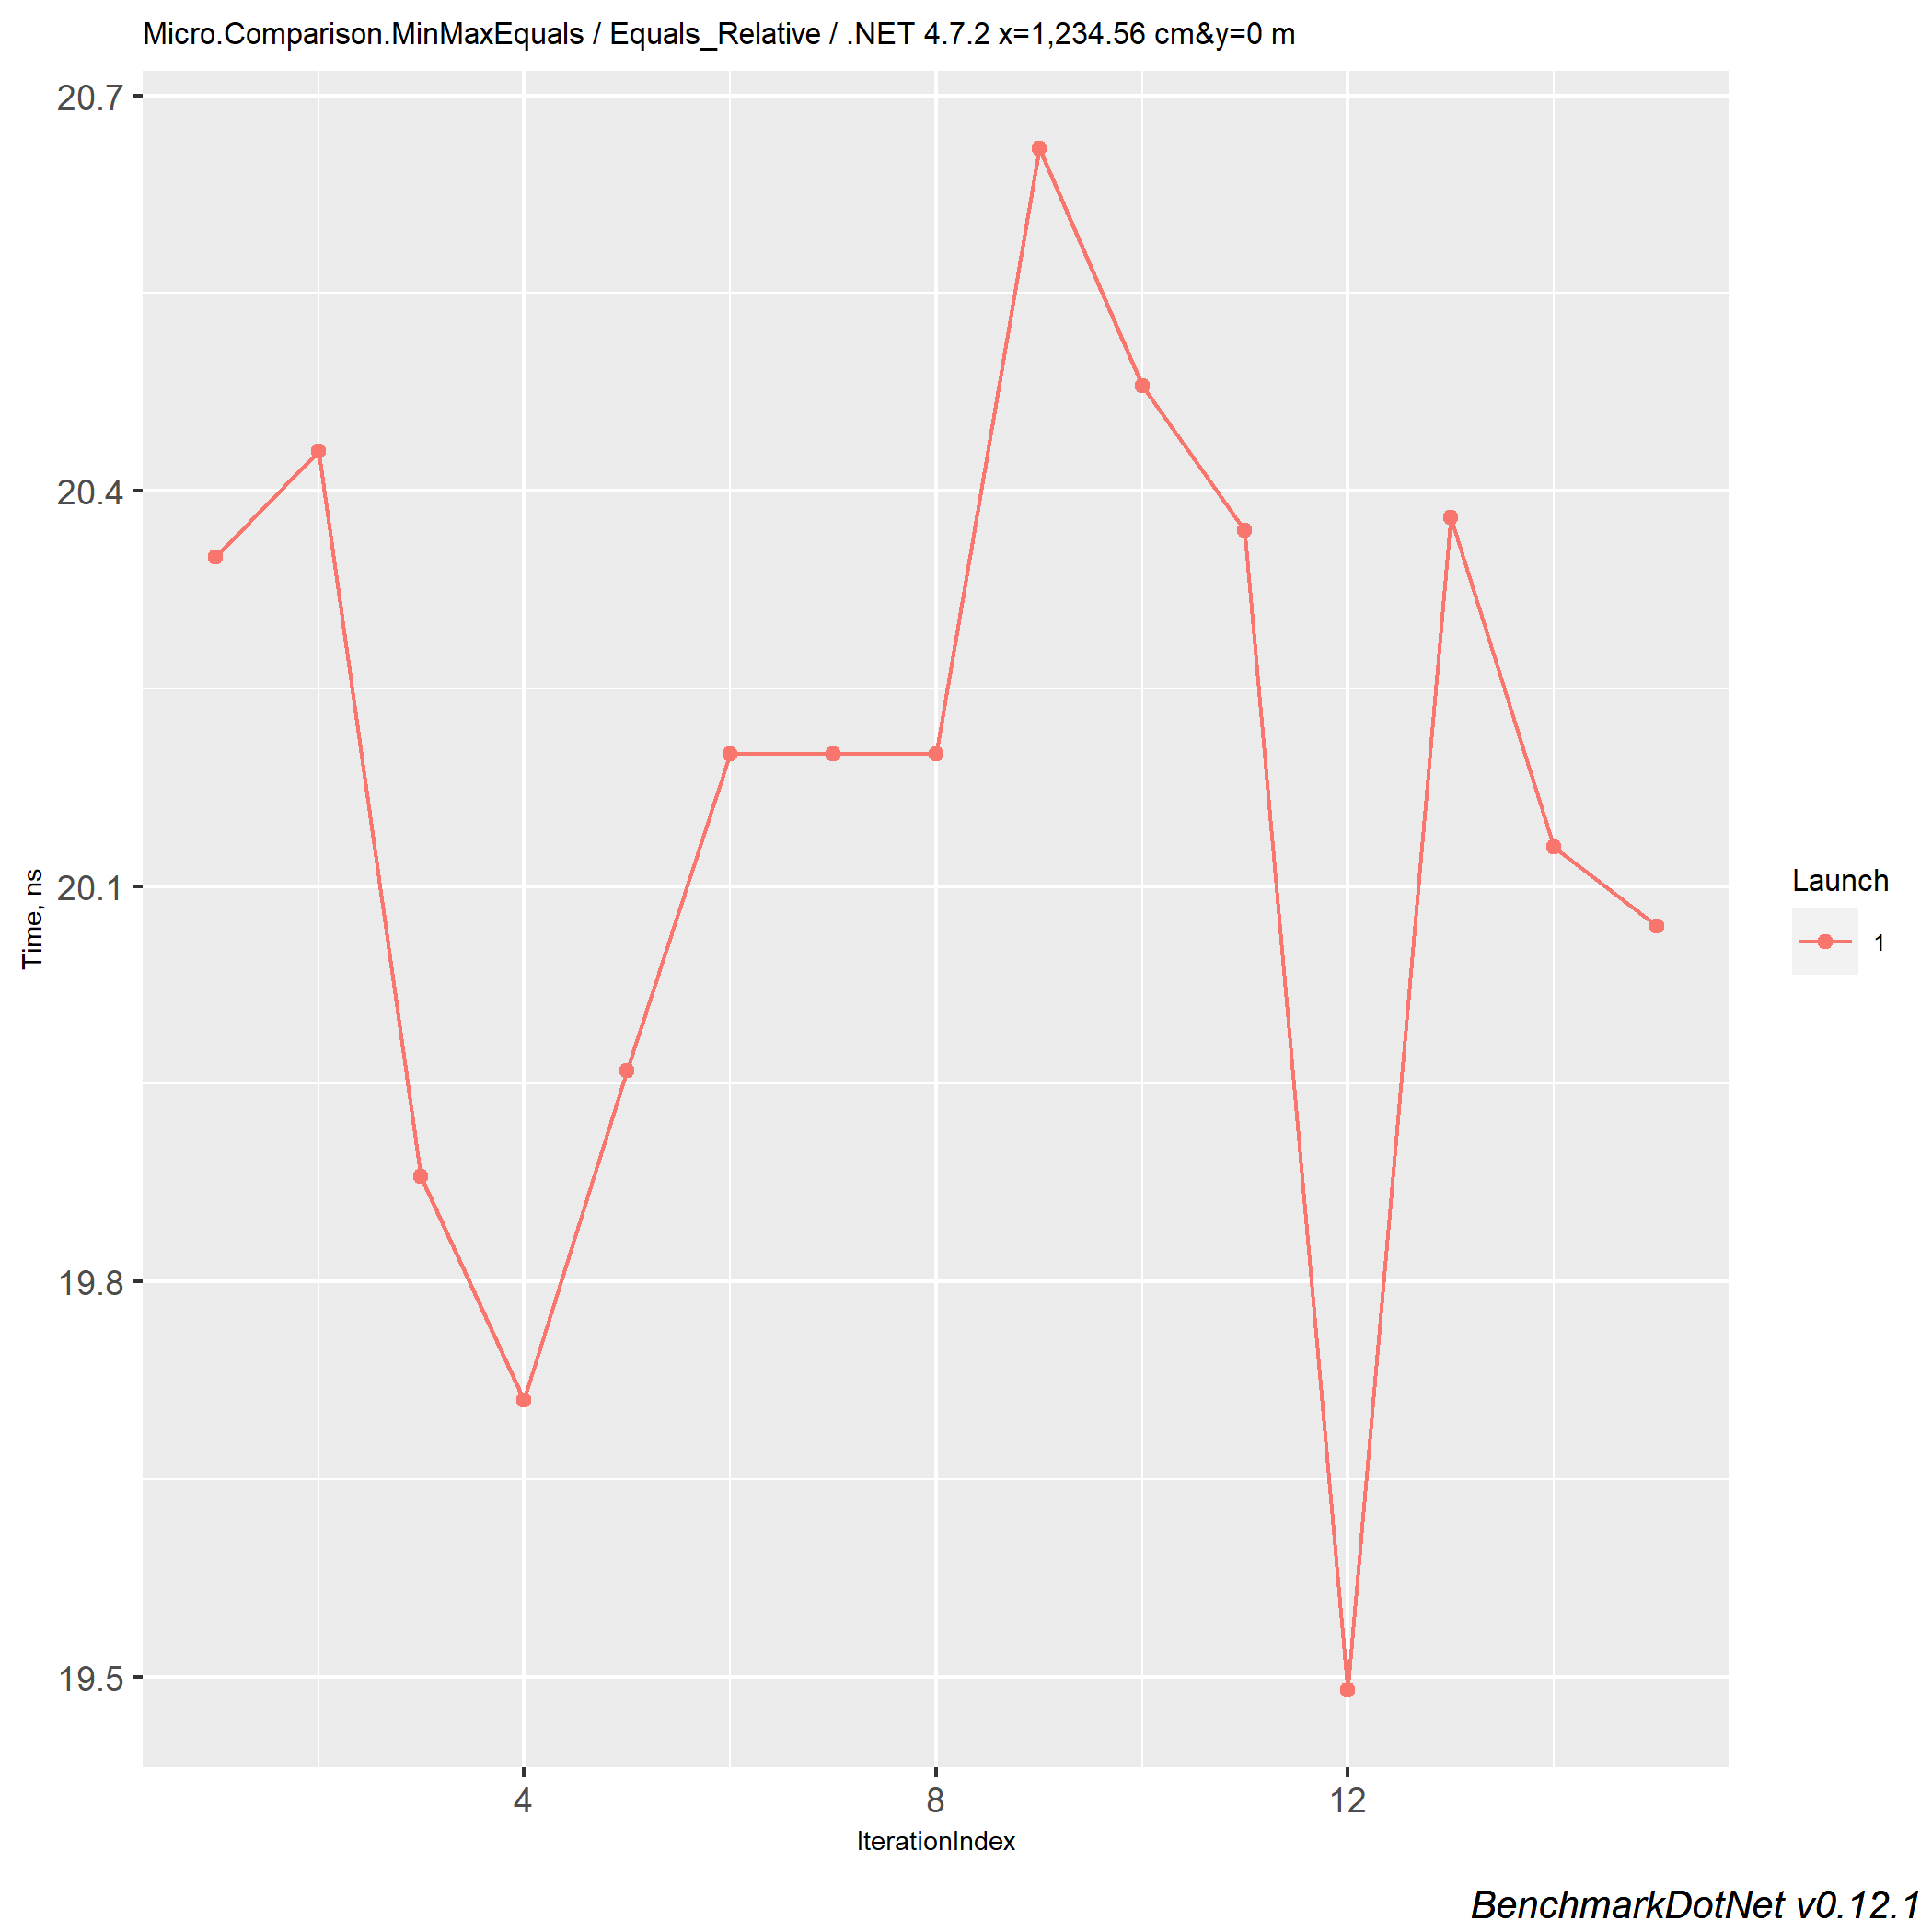 Micro.Comparison.MinMaxEquals / Equals_Relative / .NET 4.7.2 x=1,234.56 cm&y=0 m
20.7
20.4
20.1
19.8
19.5
Time, ns
4 8 12
IterationIndex
Launch
1
BenchmarkDotNet v0.12.1